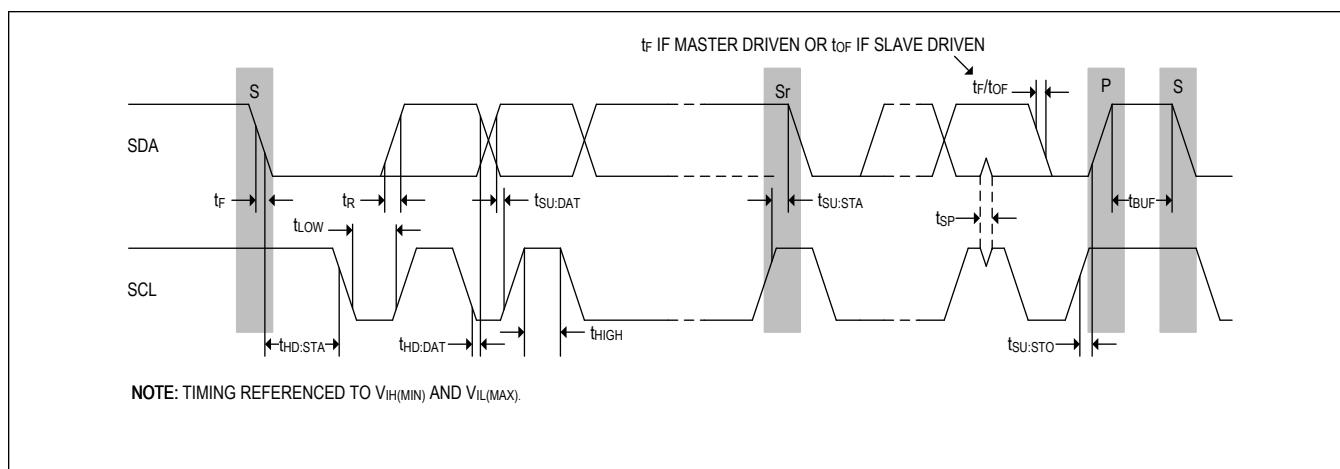 tF IF MASTER DRIVEN OR tOF IF SLAVE DRIVEN
S
Sr
tF/tOF
P
S
SDA
tF
tR
tSU:DAT
tSU:STA
tSP
tBUF
tLOW
SCL
tHD:STA
tHD:DAT
tHIGH
tSU:STO
NOTE: TIMING REFERENCED TO VIH(MIN) AND VIL(MAX).